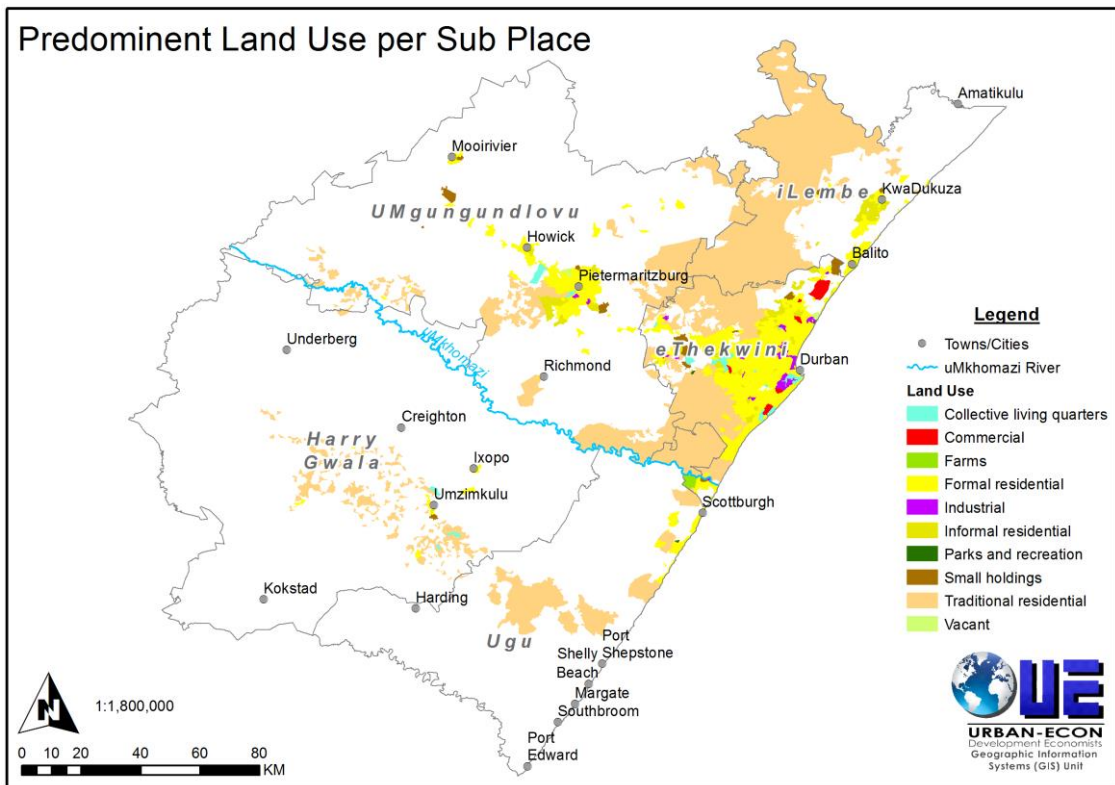 Predominent Land Use per Sub Place
Amatikulu
Mooirivier
iLembe
KwaDukuza
UMgungundlovu
Howick
Balito
Pietermaritzburg
Underberg
UMkhomazi
eThekwini
Durban
Richmond
Creighton
Harry
Gwala
Ixopo
Umzimkulu
Scottburgh
Kokstad
Harding
Ugu
Port
Shepstone
Shelly
Beach
Margate
Southbroom
Port
Edward
Legend
Towns/Cities
uMkhomazi River
Land Use
Collective living quarters
Commercial
Farms
Formal residential
Industrial
Informal residential
Parks and recreation
Small holdings
Traditional residential
Vacant
N
1:1,800,000
0 10 20 40 60 80
KM
UE
URBAN-ECON
Development Economists
Geographic Information
Systems (GIS) Unit